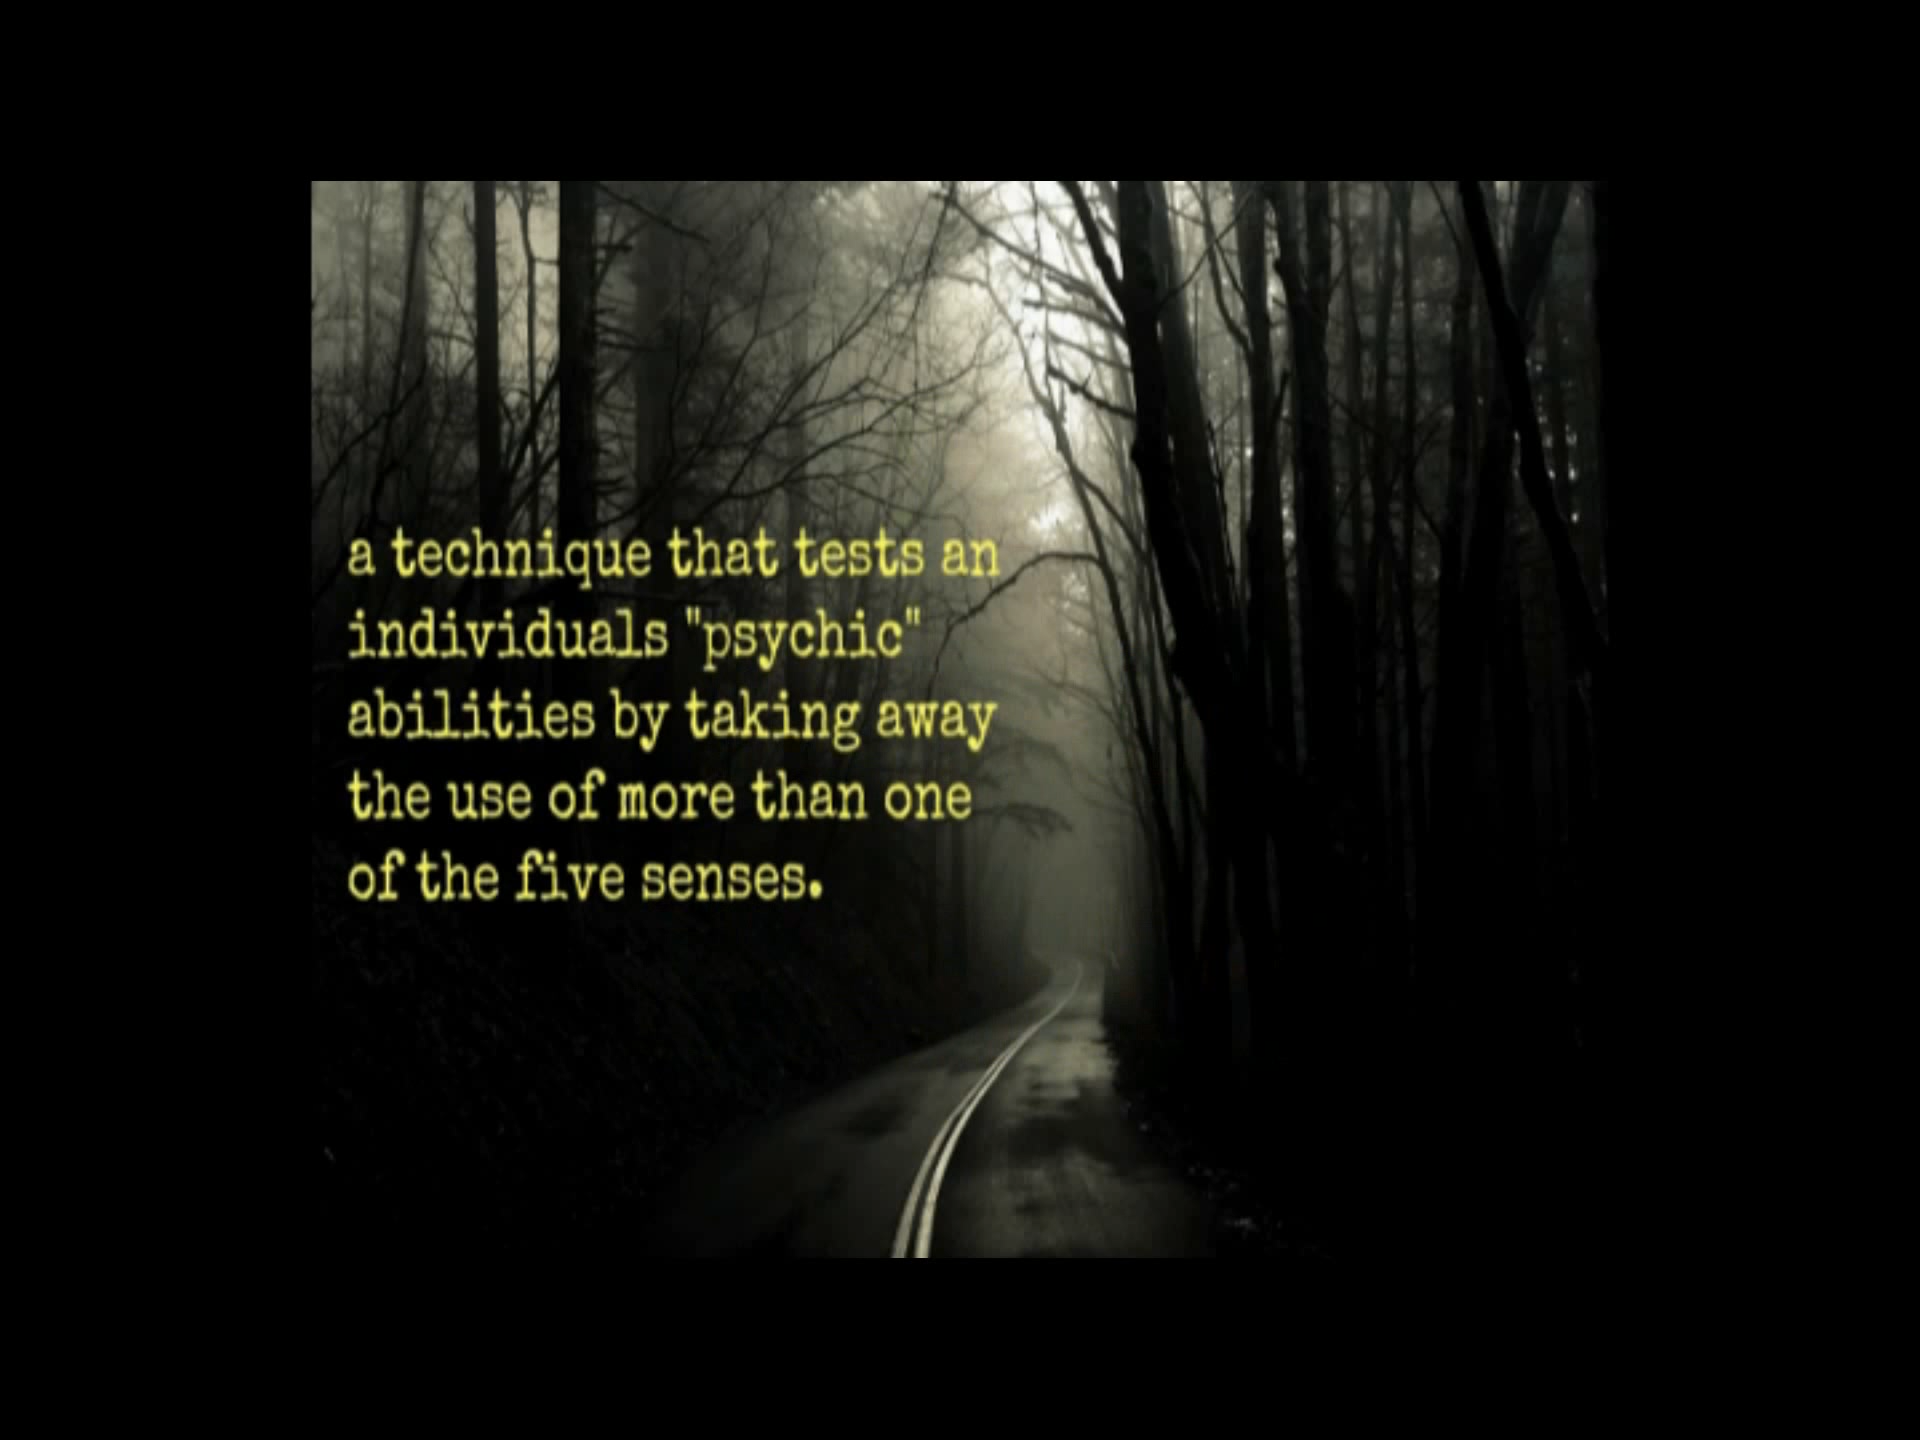 a technique that tests an
individuals "psychic"
abilities by taking away
the use of more than one
of the five senses.